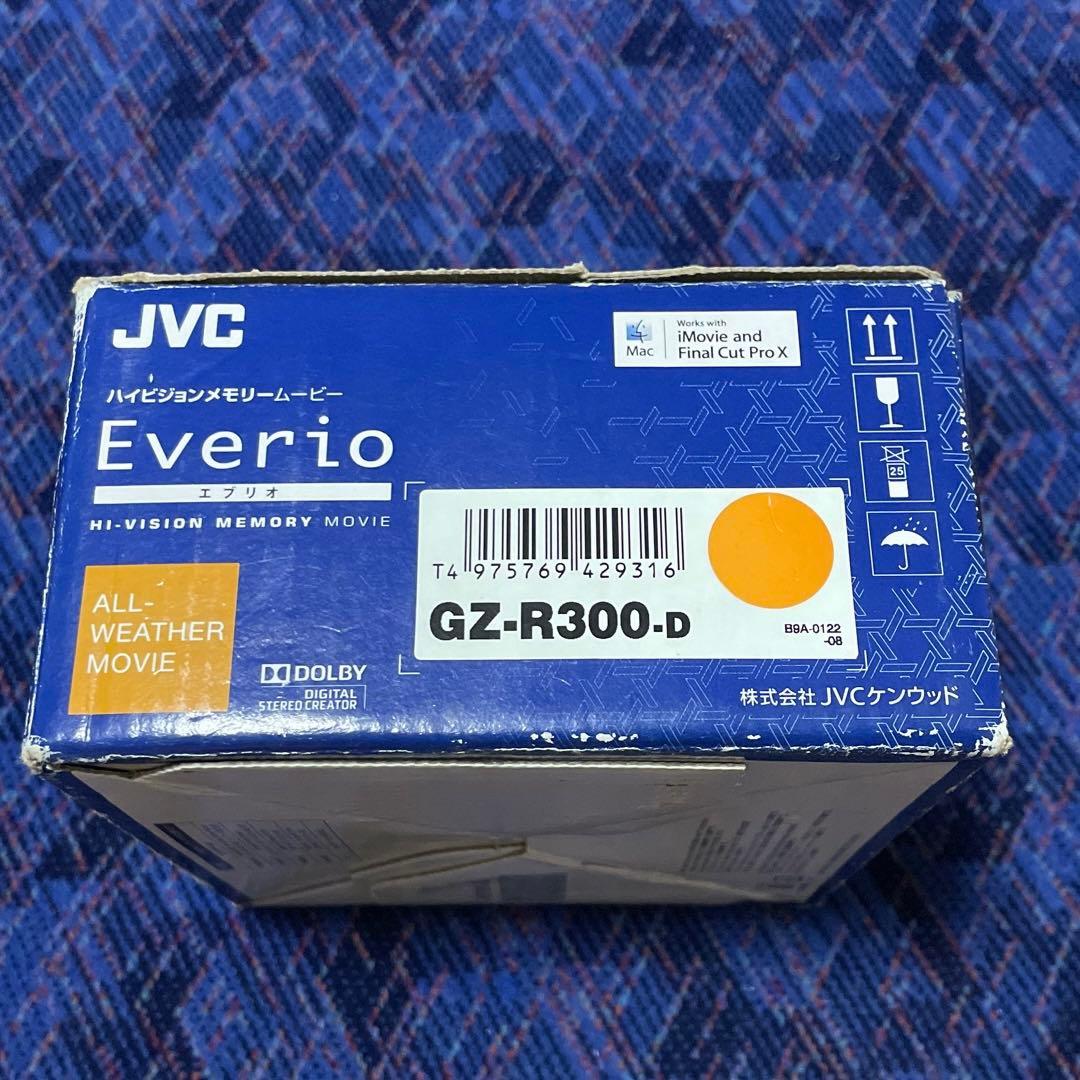 JVC
ハイビジョンメモリームービー
Everio
エブリオ
HI-VISION MEMORY MOVIE
ALL-
WEATHER
MOVIE
DOLBY
DIGITAL
STEREO CREATOR
Mac
Works with
iMovie and
Final Cut Pro X
25
T4 975769 429316
GZ-R300-D
B9A-0122
-08
株式会社 JVCケンウッド